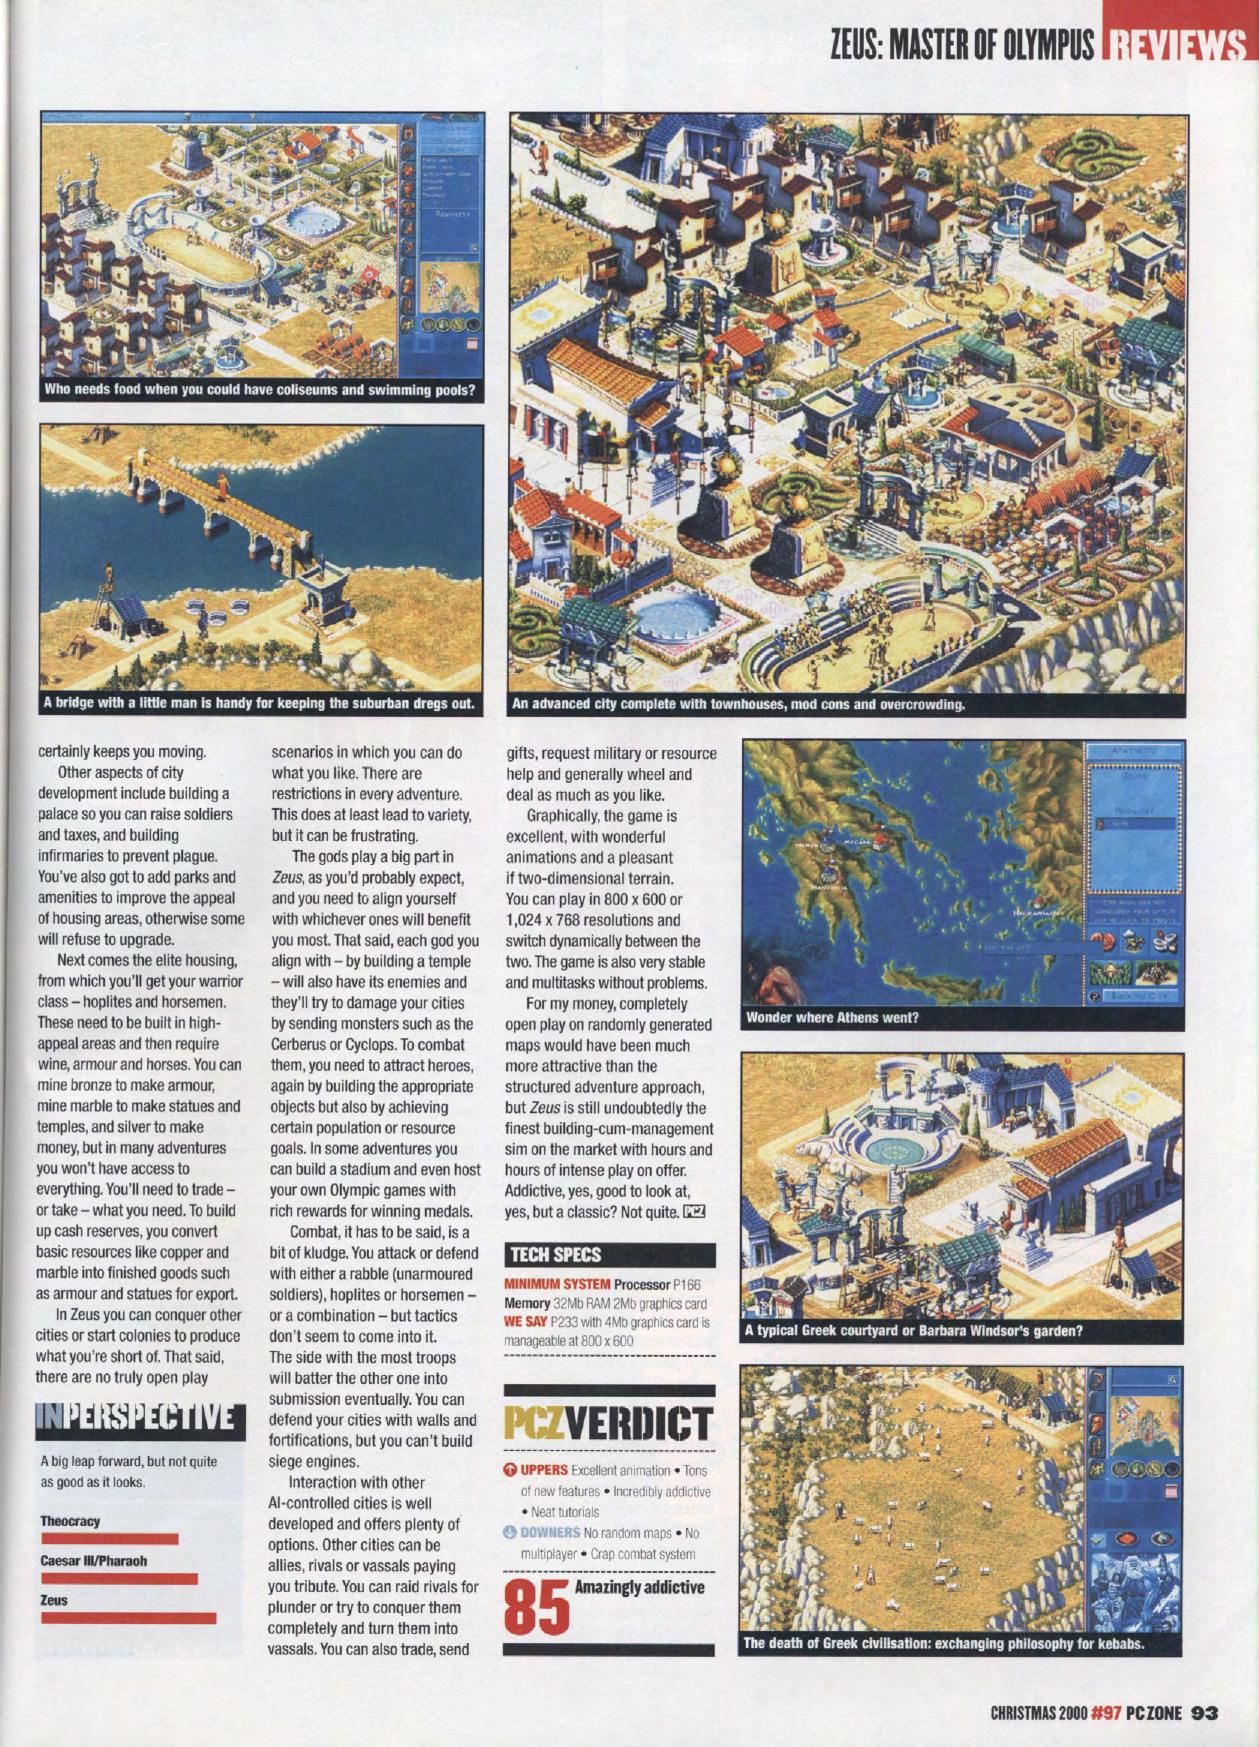 ZEUS: MASTER OF OLYMPUS REVIEWS
Who needs food when you could have coliseums and swimming pools?
A bridge with a little man is handy for keeping the suburban dregs out.
An advanced city complete with townhouses, mod cons and overcrowding.
certainly keeps you moving.
Other aspects of city
development include building a
palace so you can raise soldiers
and taxes, and building
infirmaries to prevent plague.
You've also got to add parks and
amenities to improve the appeal
of housing areas, otherwise some
will refuse to upgrade.
Next comes the elite housing,
from which you'll get your warrior
class – hoplites and horsemen.
These need to be built in high-
appeal areas and then require
wine, armour and horses. You can
mine bronze to make armour,
mine marble to make statues and
temples, and silver to make
money, but in many adventures
you won't have access to
everything. You'll need to trade –
or take – what you need. To build
up cash reserves, you convert
basic resources like copper and
marble into finished goods such
as armour and statues for export.
In Zeus you can conquer other
cities or start colonies to produce
what you're short of. That said,
there are no truly open play
INPERSPECTIVE
A big leap forward, but not quite
as good as it looks.
Theocracy
Caesar III/Pharaoh
Zeus
scenarios in which you can do
what you like. There are
restrictions in every adventure.
This does at least lead to variety,
but it can be frustrating.
The gods play a big part in
Zeus, as you'd probably expect,
and you need to align yourself
with whichever ones will benefit
you most. That said, each god you
align with – by building a temple
– will also have its enemies and
they'll try to damage your cities
by sending monsters such as the
Cerberus or Cyclops. To combat
them, you need to attract heroes,
again by building the appropriate
objects but also by achieving
certain population or resource
goals. In some adventures you
can build a stadium and even host
your own Olympic games with
rich rewards for winning medals.
Combat, it has to be said, is a
bit of kludge. You attack or defend
with either a rabble (unarmoured
soldiers), hoplites or horsemen –
or a combination – but tactics
don't seem to come into it.
The side with the most troops
will batter the other one into
submission eventually. You can
defend your cities with walls and
fortifications, but you can't build
siege engines.
Interaction with other
AI-controlled cities is well
developed and offers plenty of
options. Other cities can be
allies, rivals or vassals paying
you tribute. You can raid rivals for
plunder or try to conquer them
completely and turn them into
vassals. You can also trade, send
gifts, request military or resource
help and generally wheel and
deal as much as you like.
Graphically, the game is
excellent, with wonderful
animations and a pleasant
if two-dimensional terrain.
You can play in 800 x 600 or
1,024 x 768 resolutions and
switch dynamically between the
two. The game is also very stable
and multitasks without problems.
For my money, completely
open play on randomly generated
maps would have been much
more attractive than the
structured adventure approach,
but Zeus is still undoubtedly the
finest building-cum-management
sim on the market with hours and
hours of intense play on offer.
Addictive, yes, good to look at,
yes, but a classic? Not quite. PCZ
TECH SPECS
MINIMUM SYSTEM Processor P166
Memory 32Mb RAM 2Mb graphics card
WE SAY P233 with 4Mb graphics card is
manageable at 800 x 600
PCZVERDICT
UPPERS Excellent animation • Tons
of new features • Incredibly addictive
• Neat tutorials
DOWNERS No random maps • No
multiplayer • Crap combat system
85 Amazingly addictive
MEGARA
Wonder where Athens went?
A typical Greek courtyard or Barbara Windsor's garden?
The death of Greek civilisation: exchanging philosophy for kebabs.
CHRISTMAS 2000 #97 PC ZONE 93